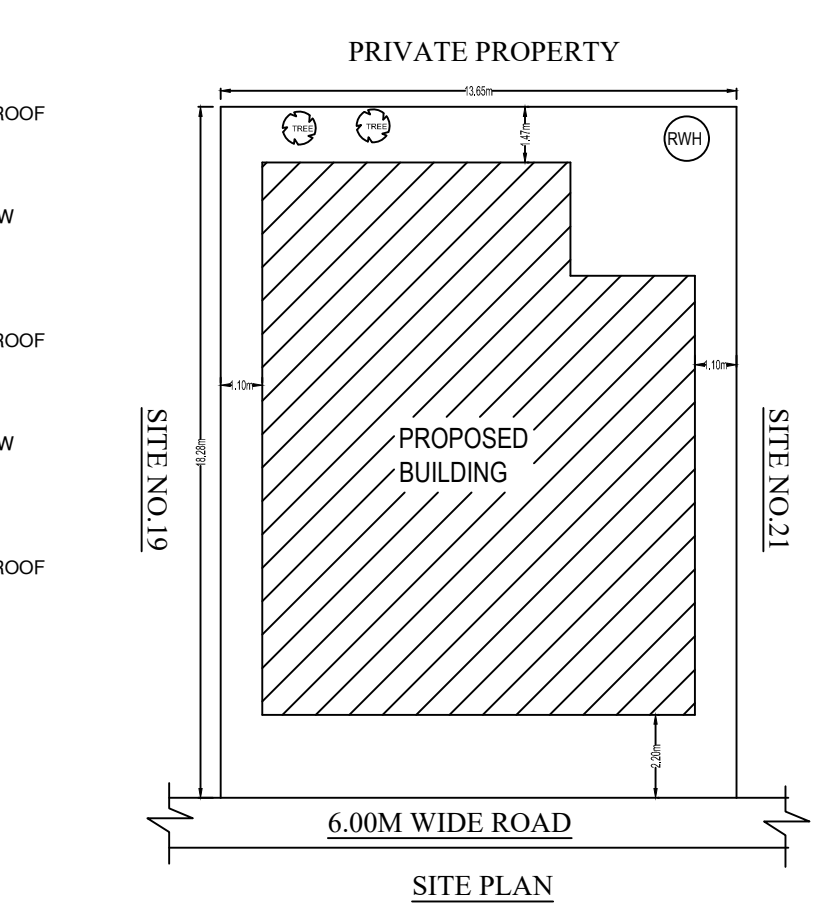 PRIVATE PROPERTY
13.65m
ROOF
TREE
TREE
1.47m
RWH
W
ROOF
1.10m
1.10m
SITE NO.19
18.28m
PROPOSED
BUILDING
SITE NO.21
W
ROOF
2.20m
6.00M WIDE ROAD
SITE PLAN